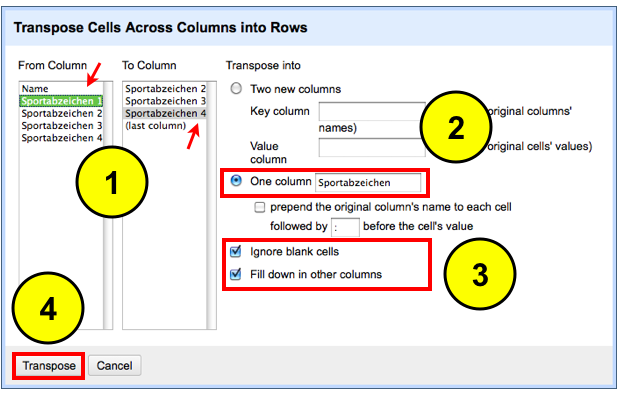 Transpose Cells Across Columns into Rows
From Column
To Column
Transpose into
Name
Sportabzeichen 1
Sportabzeichen 2
Sportabzeichen 3
Sportabzeichen 4
Sportabzeichen 2
Sportabzeichen 3
Sportabzeichen 4
(last column)
1
Two new columns
Key column
original columns'
names)
Value
column
original cells' values)
2
One column Sportabzeichen
prepend the original column's name to each cell
followed by : before the cell's value
Ignore blank cells
Fill down in other columns
3
4
Transpose
Cancel